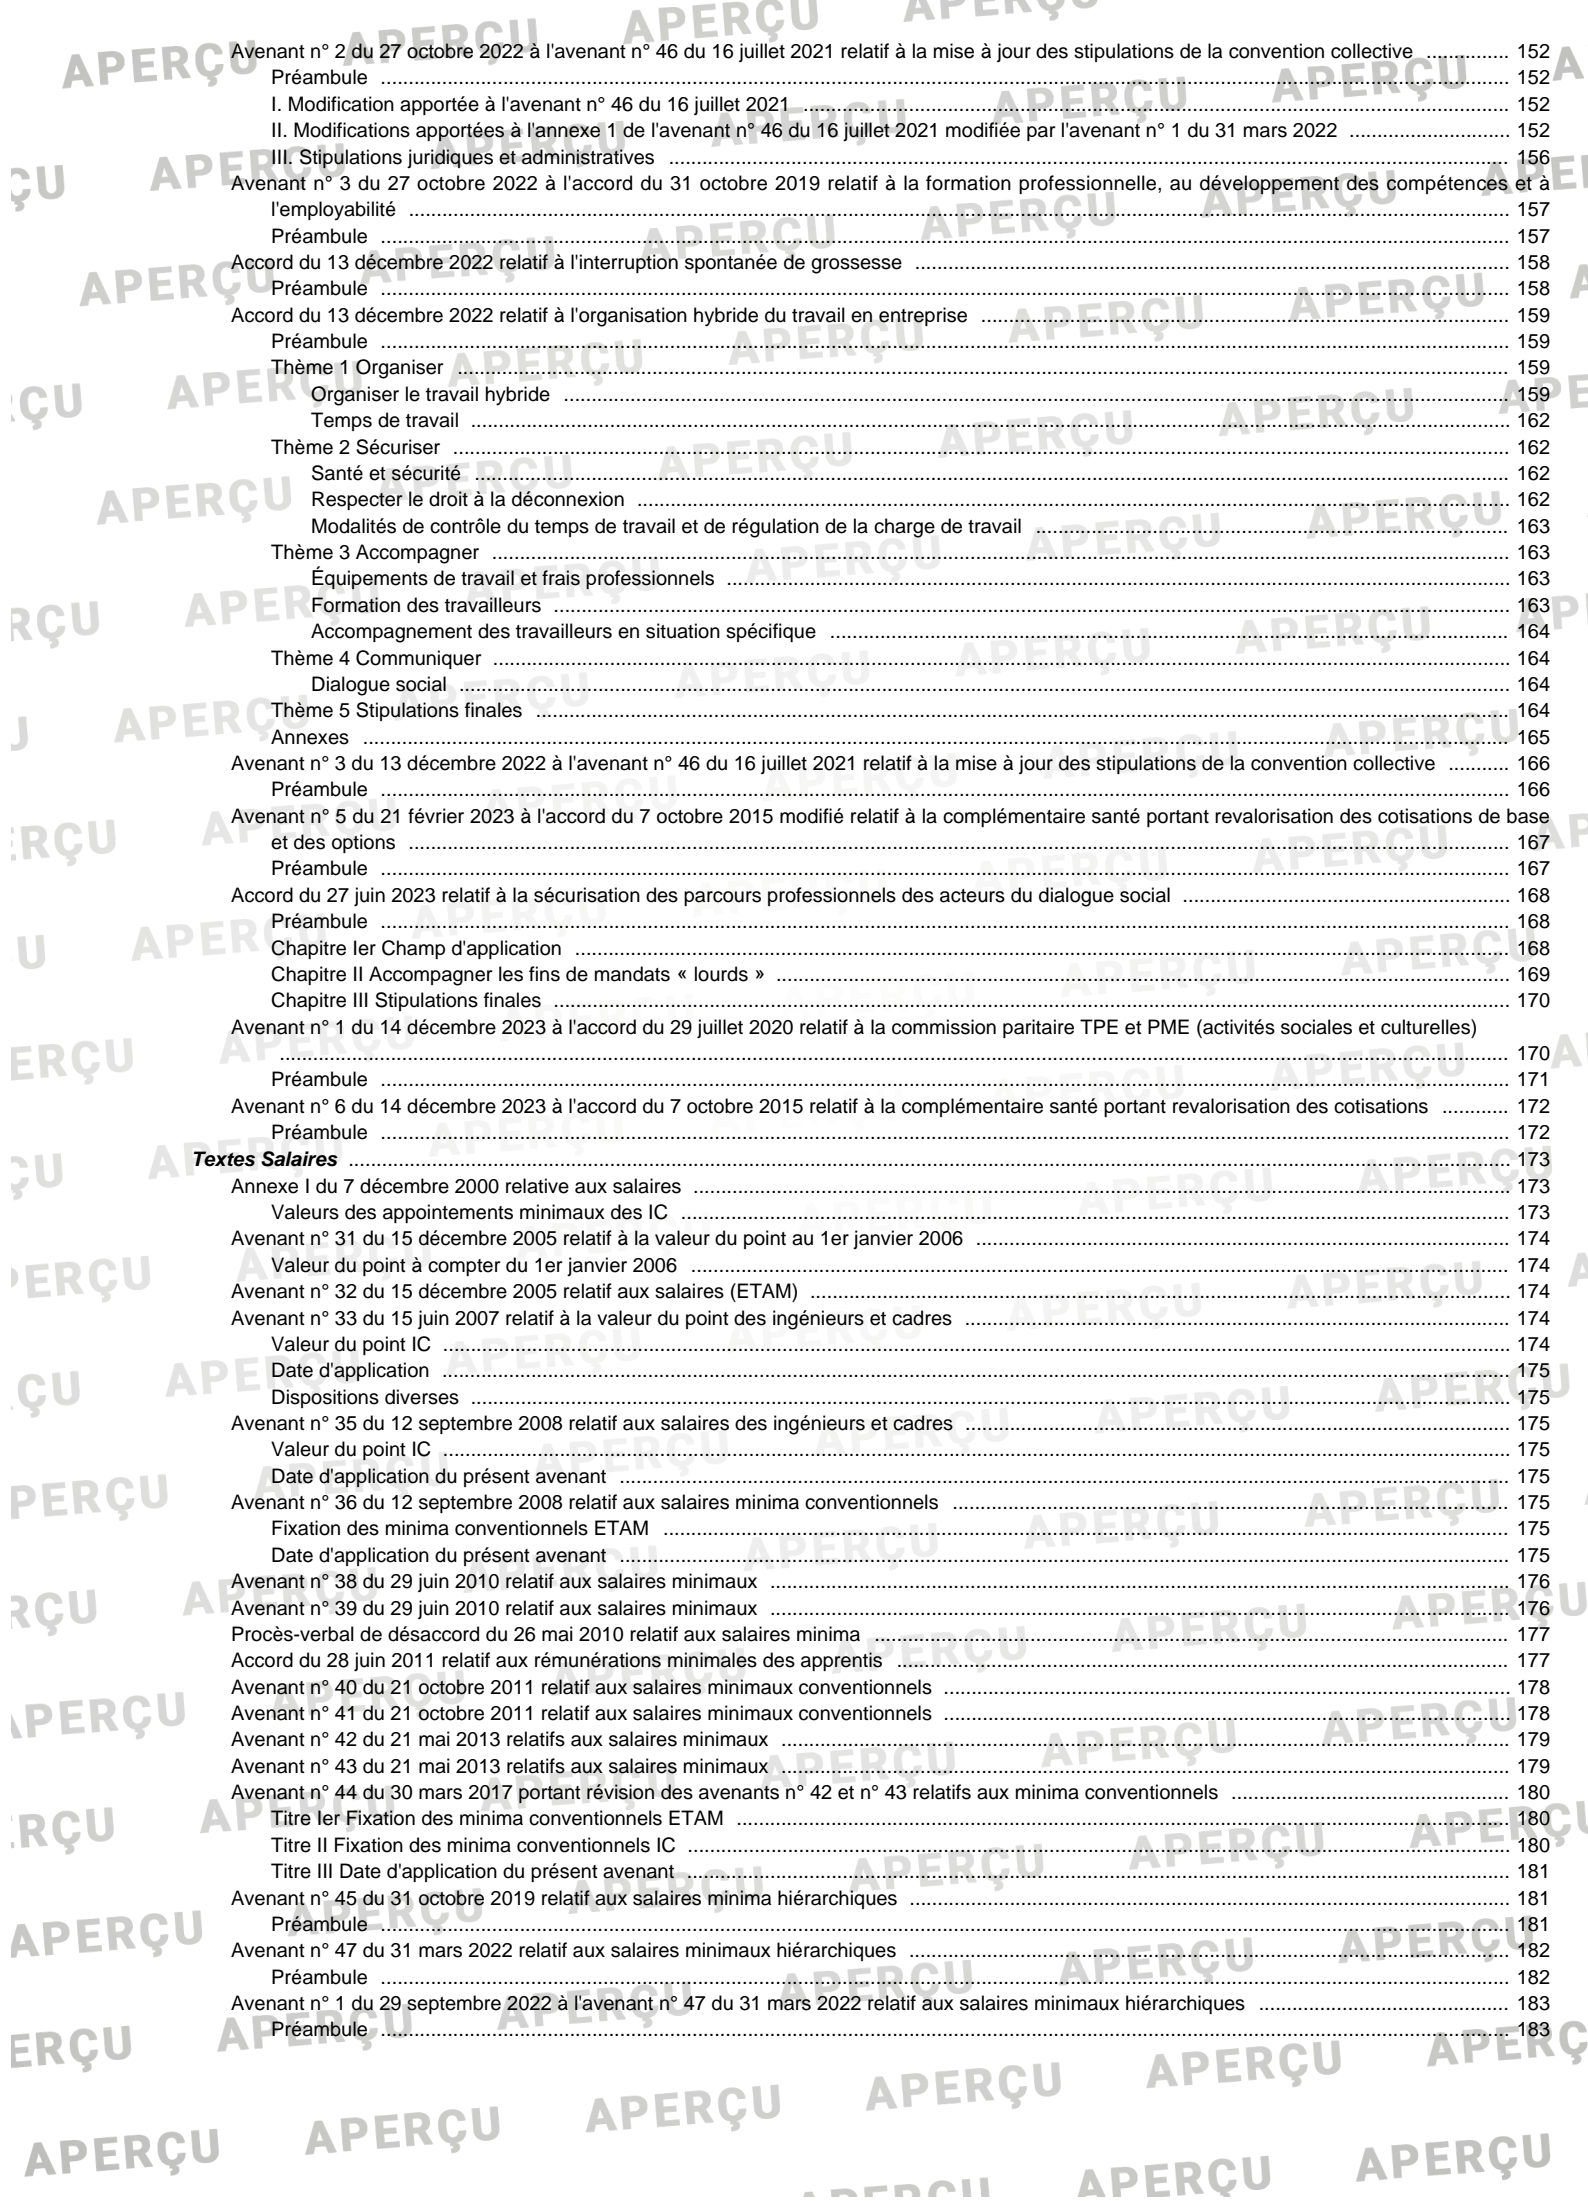 Avenant n° 2 du 27 octobre 2022 à l'avenant n° 46 du 16 juillet 2021 relatif à la mise à jour des stipulations de la convention collective ............... 152
Préambule ............... 152
I. Modification apportée à l'avenant n° 46 du 16 juillet 2021 ............... 152
II. Modifications apportées à l'annexe 1 de l'avenant n° 46 du 16 juillet 2021 modifiée par l'avenant n° 1 du 31 mars 2022 ............... 152
III. Stipulations juridiques et administratives ............... 156
Avenant n° 3 du 27 octobre 2022 à l'accord du 31 octobre 2019 relatif à la formation professionnelle, au développement des compétences et à
l'employabilité ............... 157
Préambule ............... 157
Accord du 13 décembre 2022 relatif à l'interruption spontanée de grossesse ............... 158
Préambule ............... 158
Accord du 13 décembre 2022 relatif à l'organisation hybride du travail en entreprise ............... 159
Préambule ............... 159
Thème 1 Organiser ............... 159
Organiser le travail hybride ............... 159
Temps de travail ............... 162
Thème 2 Sécuriser ............... 162
Santé et sécurité ............... 162
Respecter le droit à la déconnexion ............... 162
Modalités de contrôle du temps de travail et de régulation de la charge de travail ............... 163
Thème 3 Accompagner ............... 163
Équipements de travail et frais professionnels ............... 163
Formation des travailleurs ............... 163
Accompagnement des travailleurs en situation spécifique ............... 164
Thème 4 Communiquer ............... 164
Dialogue social ............... 164
Thème 5 Stipulations finales ............... 164
Annexes ............... 165
Avenant n° 3 du 13 décembre 2022 à l'avenant n° 46 du 16 juillet 2021 relatif à la mise à jour des stipulations de la convention collective ........... 166
Préambule ............... 166
Avenant n° 5 du 21 février 2023 à l'accord du 7 octobre 2015 modifié relatif à la complémentaire santé portant revalorisation des cotisations de base
et des options ............... 167
Préambule ............... 167
Accord du 27 juin 2023 relatif à la sécurisation des parcours professionnels des acteurs du dialogue social ............... 168
Préambule ............... 168
Chapitre Ier Champ d'application ............... 168
Chapitre II Accompagner les fins de mandats « lourds » ............... 169
Chapitre III Stipulations finales ............... 170
Avenant n° 1 du 14 décembre 2023 à l'accord du 29 juillet 2020 relatif à la commission paritaire TPE et PME (activités sociales et culturelles)
............... 170
Préambule ............... 171
Avenant n° 6 du 14 décembre 2023 à l'accord du 7 octobre 2015 relatif à la complémentaire santé portant revalorisation des cotisations ............ 172
Préambule ............... 172
Textes Salaires ............... 173
Annexe I du 7 décembre 2000 relative aux salaires ............... 173
Valeurs des appointements minimaux des IC ............... 173
Avenant n° 31 du 15 décembre 2005 relatif à la valeur du point au 1er janvier 2006 ............... 174
Valeur du point à compter du 1er janvier 2006 ............... 174
Avenant n° 32 du 15 décembre 2005 relatif aux salaires (ETAM) ............... 174
Avenant n° 33 du 15 juin 2007 relatif à la valeur du point des ingénieurs et cadres ............... 174
Valeur du point IC ............... 174
Date d'application ............... 175
Dispositions diverses ............... 175
Avenant n° 35 du 12 septembre 2008 relatif aux salaires des ingénieurs et cadres ............... 175
Valeur du point IC ............... 175
Date d'application du présent avenant ............... 175
Avenant n° 36 du 12 septembre 2008 relatif aux salaires minima conventionnels ............... 175
Fixation des minima conventionnels ETAM ............... 175
Date d'application du présent avenant ............... 175
Avenant n° 38 du 29 juin 2010 relatif aux salaires minimaux ............... 176
Avenant n° 39 du 29 juin 2010 relatif aux salaires minimaux ............... 176
Procès-verbal de désaccord du 26 mai 2010 relatif aux salaires minima ............... 177
Accord du 28 juin 2011 relatif aux rémunérations minimales des apprentis ............... 177
Avenant n° 40 du 21 octobre 2011 relatif aux salaires minimaux conventionnels ............... 178
Avenant n° 41 du 21 octobre 2011 relatif aux salaires minimaux conventionnels ............... 178
Avenant n° 42 du 21 mai 2013 relatifs aux salaires minimaux ............... 179
Avenant n° 43 du 21 mai 2013 relatifs aux salaires minimaux ............... 179
Avenant n° 44 du 30 mars 2017 portant révision des avenants n° 42 et n° 43 relatifs aux minima conventionnels ............... 180
Titre Ier Fixation des minima conventionnels ETAM ............... 180
Titre II Fixation des minima conventionnels IC ............... 180
Titre III Date d'application du présent avenant ............... 181
Avenant n° 45 du 31 octobre 2019 relatif aux salaires minima hiérarchiques ............... 181
Préambule ............... 181
Avenant n° 47 du 31 mars 2022 relatif aux salaires minimaux hiérarchiques ............... 182
Préambule ............... 182
Avenant n° 1 du 29 septembre 2022 à l'avenant n° 47 du 31 mars 2022 relatif aux salaires minimaux hiérarchiques ............... 183
Préambule ............... 183
APERÇU